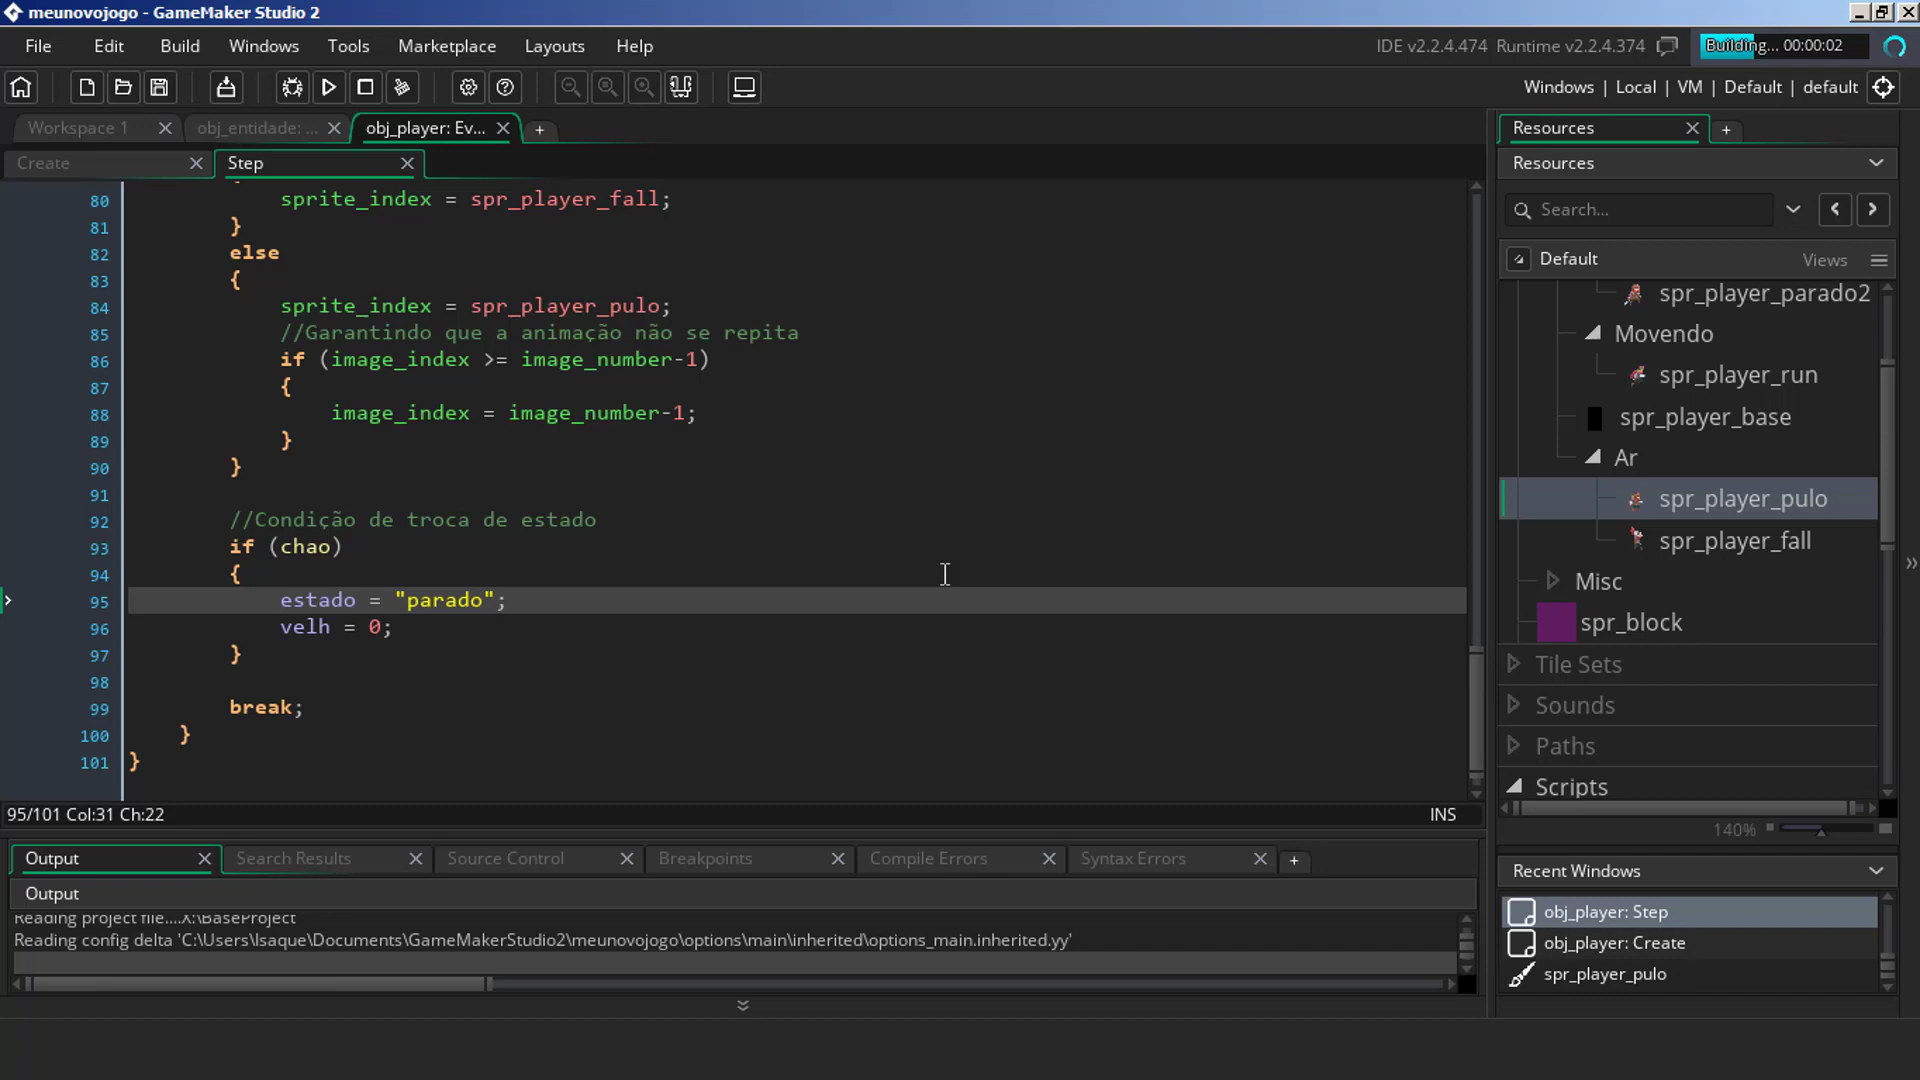 meunovojogo - GameMaker Studio 2
File Edit Build Windows Tools Marketplace Layouts Help
IDE v2.2.4.474 Runtime v2.2.4.374
Building... 00:00:02
Windows | Local | VM | Default | default
Workspace 1
obj_entidade: ...
obj_player: Ev...
Create
Step
80 sprite_index = spr_player_fall;
81 }
82 else
83 {
84 sprite_index = spr_player_pulo;
85 //Garantindo que a animação não se repita
86 if (image_index >= image_number-1)
87 {
88 image_index = image_number-1;
89 }
90 }
91
92 //Condição de troca de estado
93 if (chao)
94 {
95 estado = "parado";
96 velh = 0;
97 }
98
99 break;
100 }
101 }
95/101 Col:31 Ch:22
INS
Output
Search Results
Source Control
Breakpoints
Compile Errors
Syntax Errors
Output
Reading project file....X:\BaseProject
Reading config delta 'C:\Users\Isaque\Documents\GameMakerStudio2\meunovojogo\options\main\inherited\options_main.inherited.yy'
Resources
Resources
Search...
Default
Views
spr_player_parado2
Movendo
spr_player_run
spr_player_base
Ar
spr_player_pulo
spr_player_fall
Misc
spr_block
Tile Sets
Sounds
Paths
Scripts
140%
Recent Windows
obj_player: Step
obj_player: Create
spr_player_pulo